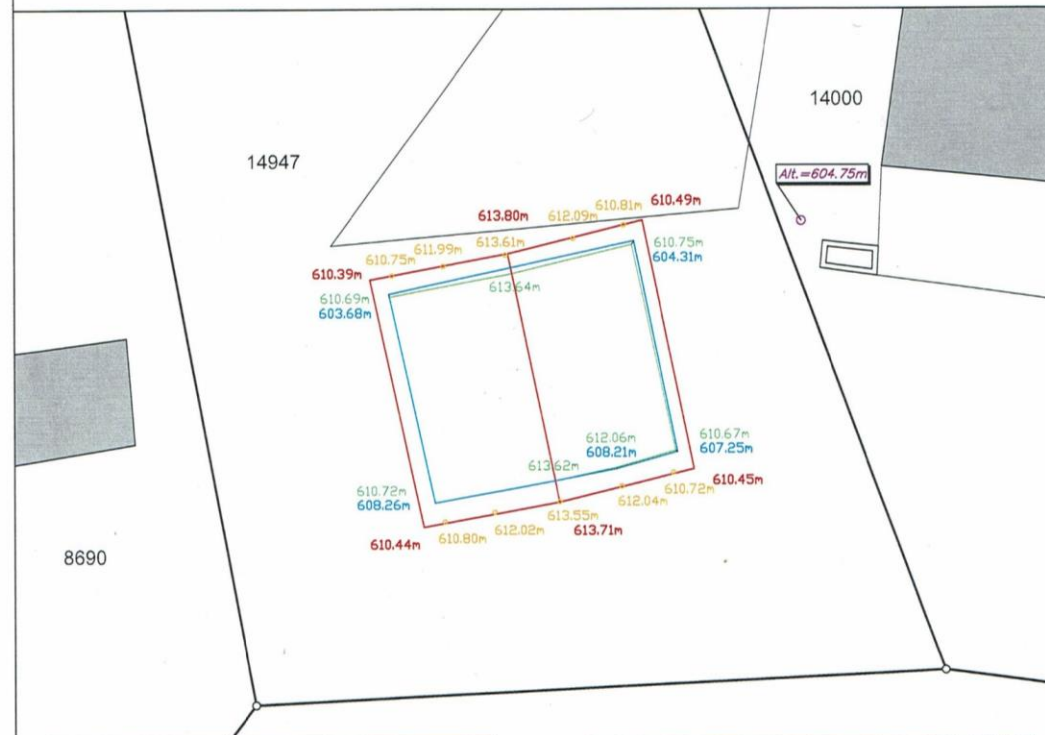 14000
14947
Alt.=604.75m
610.49m
610.81m
613.80m
612.09m
613.61m
611.99m
610.75m
610.39m
610.75m
604.31m
613.64m
610.69m
603.68m
612.06m
608.21m
610.67m
607.25m
613.62m
610.72m
608.26m
610.72m
610.45m
612.04m
613.55m
613.71m
612.02m
610.80m
610.44m
8690